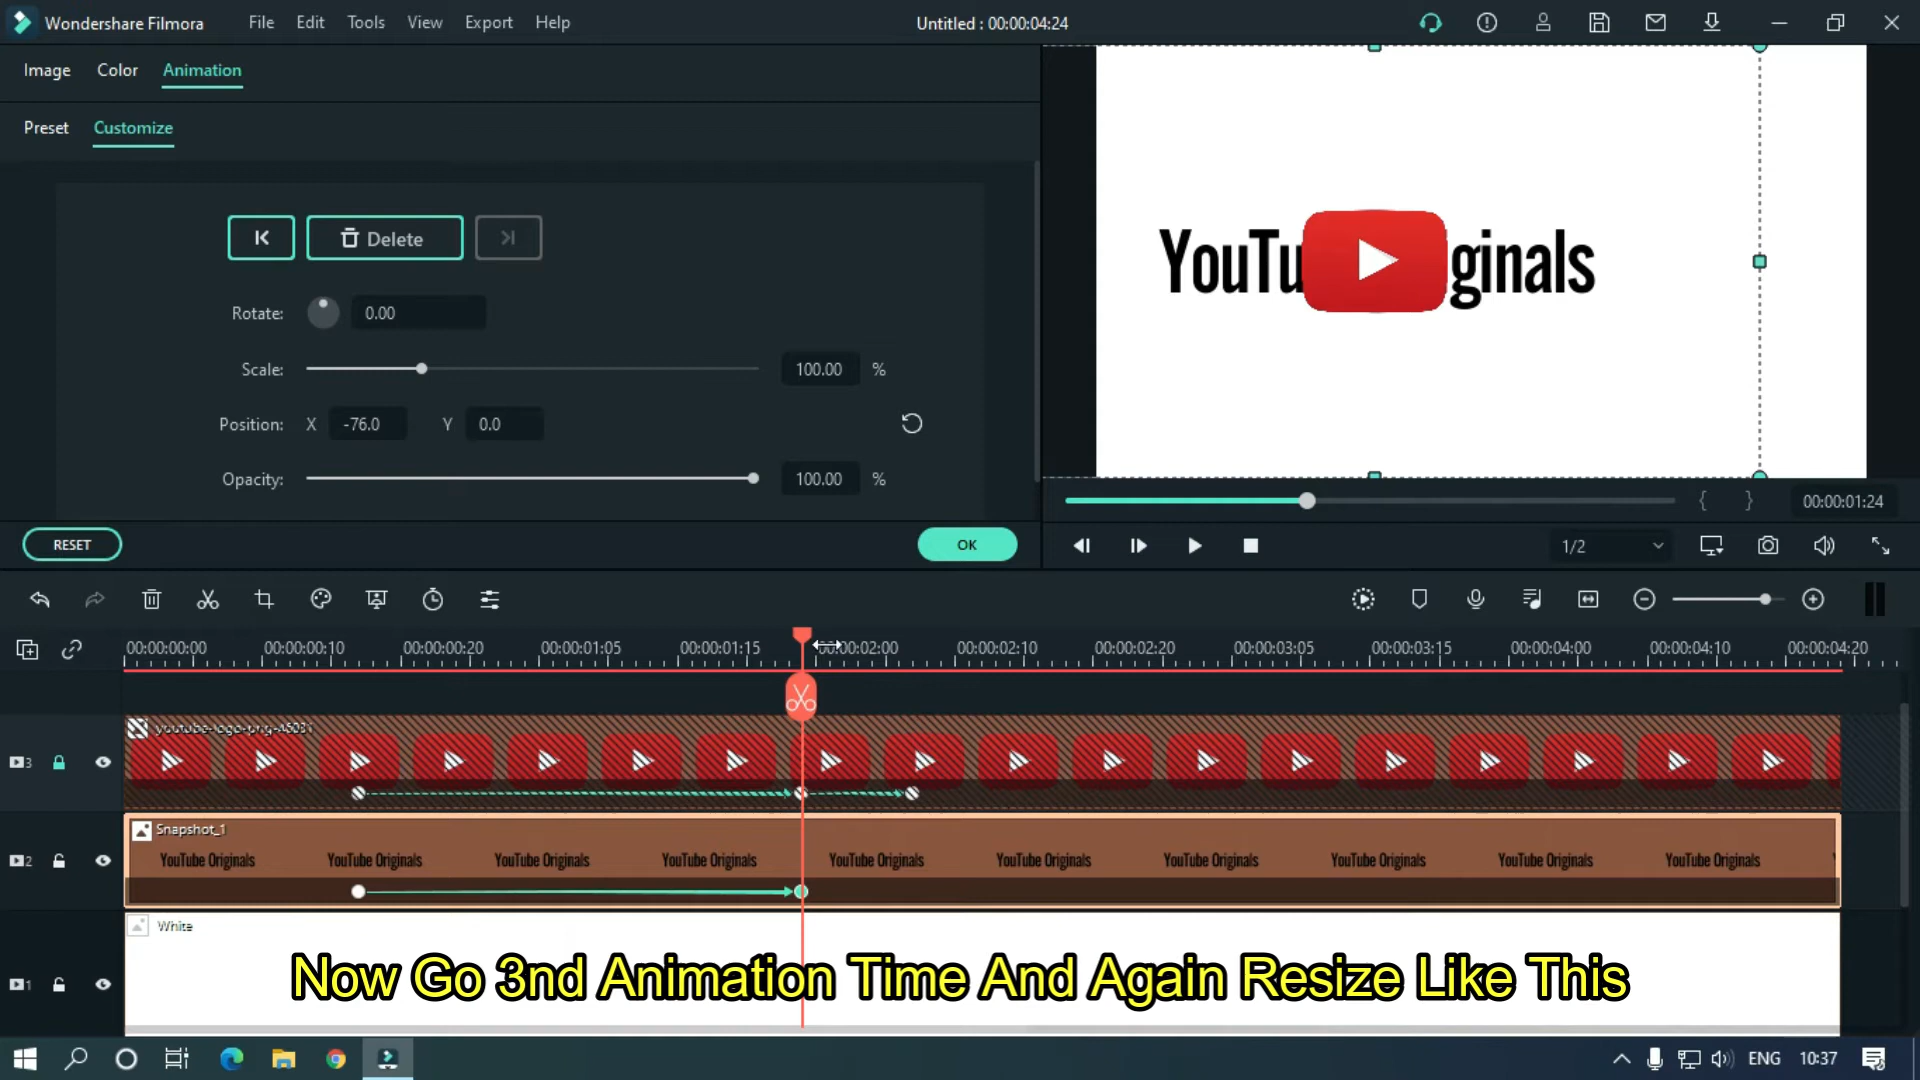 Wondershare Filmora
File Edit Tools View Export Help
Untitled : 00:00:04:24
Image Color Animation
Preset Customize
Delete
Rotate: 0.00
Scale: 100.00 %
Position: X -76.0 Y 0.0
Opacity: 100.00 %
RESET OK
YouTu ginals
{ } 00:00:01:24
1/2
00:00:00:00 00:00:00:10 00:00:00:20 00:00:01:05 00:00:01:15 00:00:02:00 00:00:02:10 00:00:02:20 00:00:03:05 00:00:03:15 00:00:04:00 00:00:04:10 00:00:04:20
3 youtube-logo-png-46031
2 Snapshot_1
YouTube Originals YouTube Originals YouTube Originals YouTube Originals YouTube Originals YouTube Originals YouTube Originals YouTube Originals YouTube Originals YouTube Originals
White
1
Now Go 3nd Animation Time And Again Resize Like This
ENG 10:37